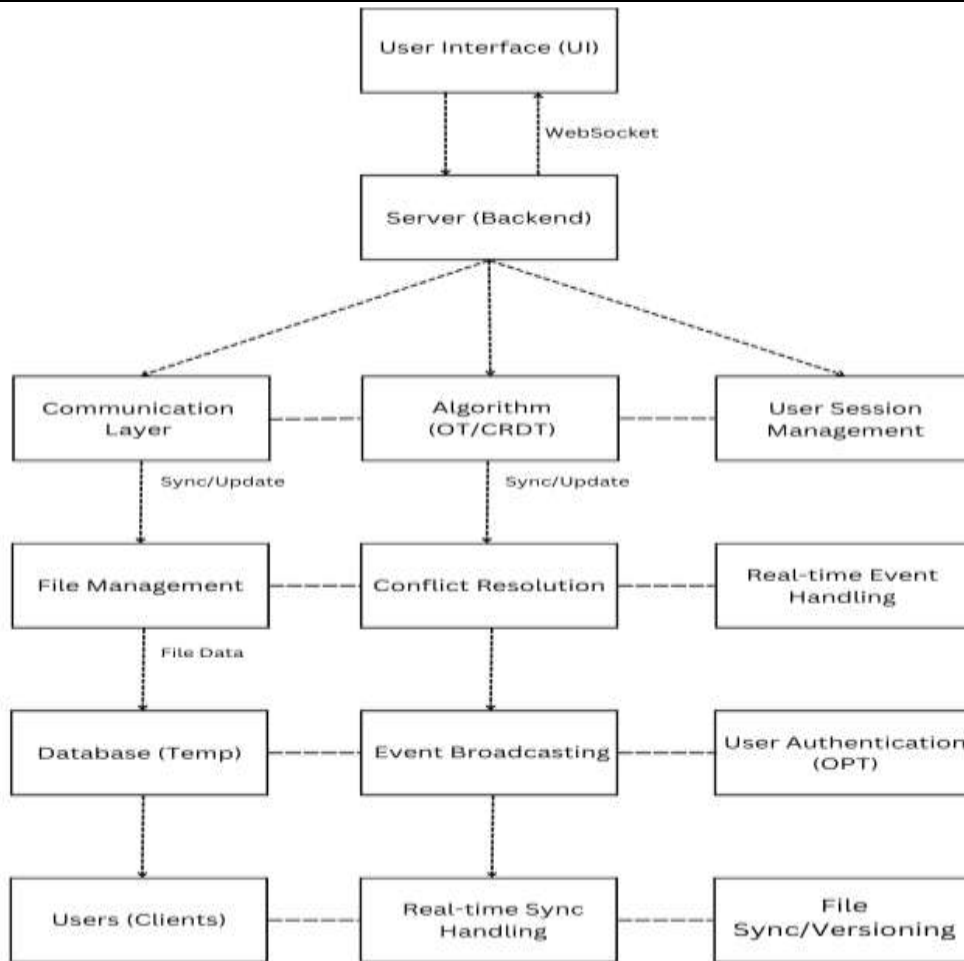 User Interface (UI)
WebSocket
Server (Backend)
Communication
Layer
Algorithm
(OT/CRDT)
User Session
Management
Sync/Update
Sync/Update
File Management
Conflict Resolution
Real-time Event
Handling
File Data
Database (Temp)
Event Broadcasting
User Authentication
(OPT)
Users (Clients)
Real-time Sync
Handling
File
Sync/Versioning